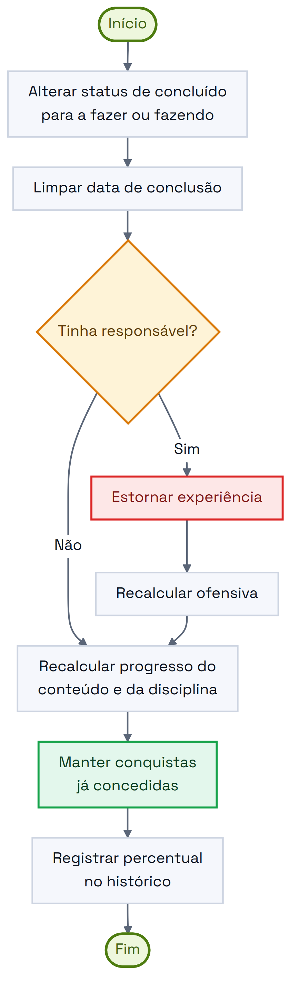 Início
Alterar status de concluído
para a fazer ou fazendo
Limpar data de conclusão
Tinha responsável?
Sim
Estornar experiência
Não
Recalcular ofensiva
Recalcular progresso do
conteúdo e da disciplina
Manter conquistas
já concedidas
Registrar percentual
no histórico
Fim